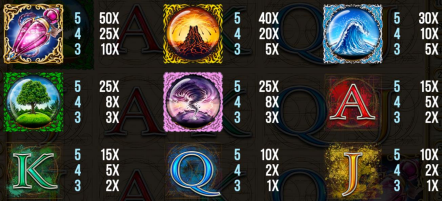 5 50X 5 40X 5 30X
4 25X 4 20X 4 10X
3 10X 3 5X 3 5X
5 25X 5 25X A 5 15X
4 8X 4 8X 4 5X
3 3X 3 3X 3 2X
K 5 15X Q 5 10X J 5 10X
4 5X 4 2X 4 2X
3 2X 3 1X 3 1X